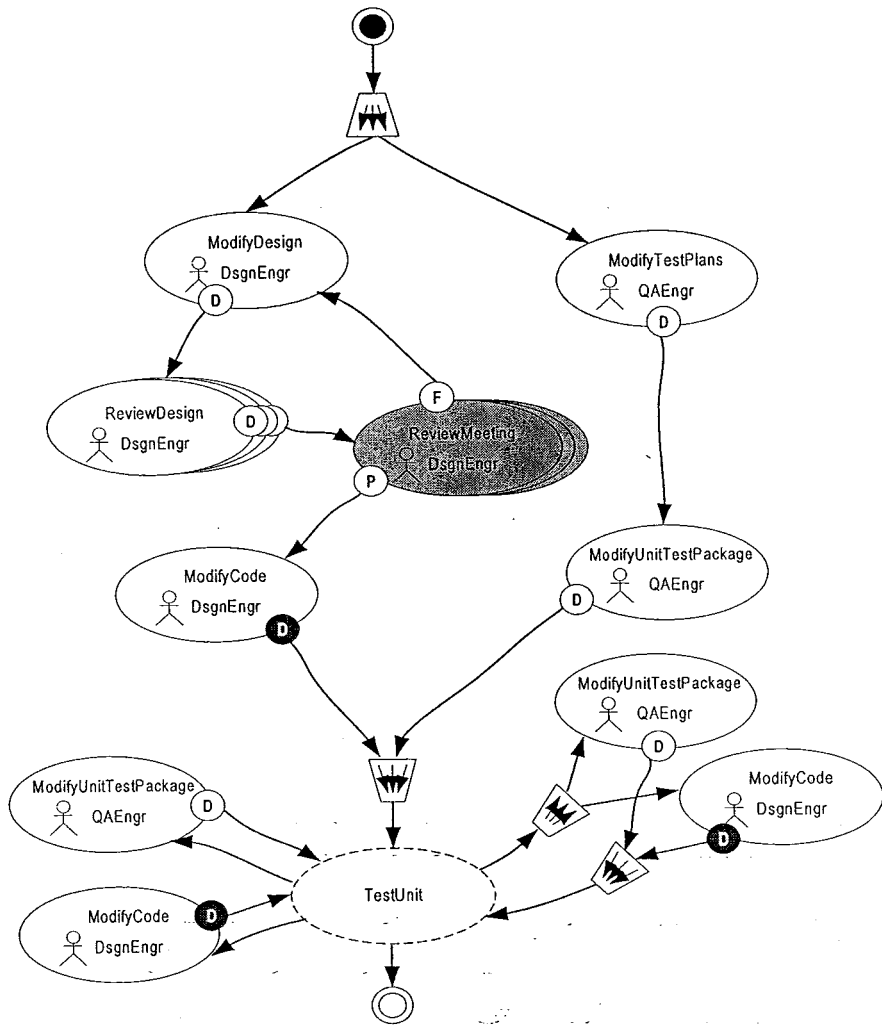 ModifyDesign
DsgnEngr
D
ModifyTestPlans
QAEngr
D
ReviewDesign
DsgnEngr
D
F
ReviewMeeting
DsgnEngr
P
ModifyCode
DsgnEngr
D
ModifyUnitTestPackage
QAEngr
D
ModifyUnitTestPackage
QAEngr
D
ModifyUnitTestPackage
QAEngr
D
ModifyCode
DsgnEngr
D
TestUnit
ModifyCode
DsgnEngr
D